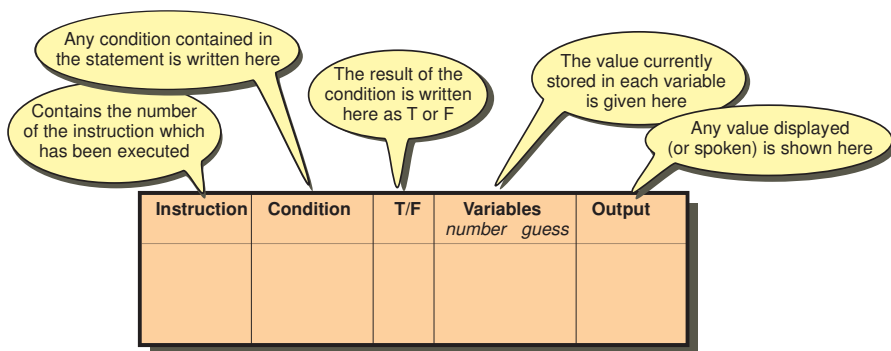 Any condition contained in
the statement is written here
Contains the number
of the instruction which
has been executed
The result of the
condition is written
here as T or F
The value currently
stored in each variable
is given here
Any value displayed
(or spoken) is shown here
Instruction Condition T/F Variables Output
number guess